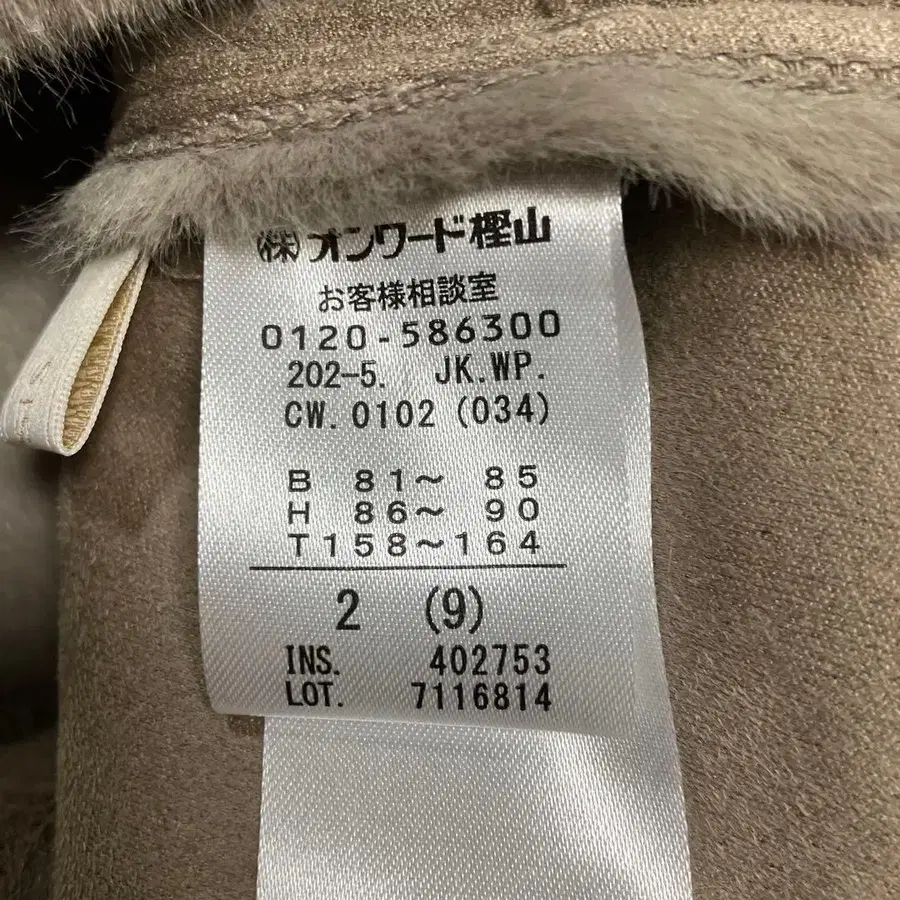 ㈱オンワード樫山
お客様相談室
0120-586300
202-5. JK.WP.
CW.0102 (034)
B 81～ 85
H 86～ 90
T158～164
2 (9)
INS. 402753
LOT. 7116814